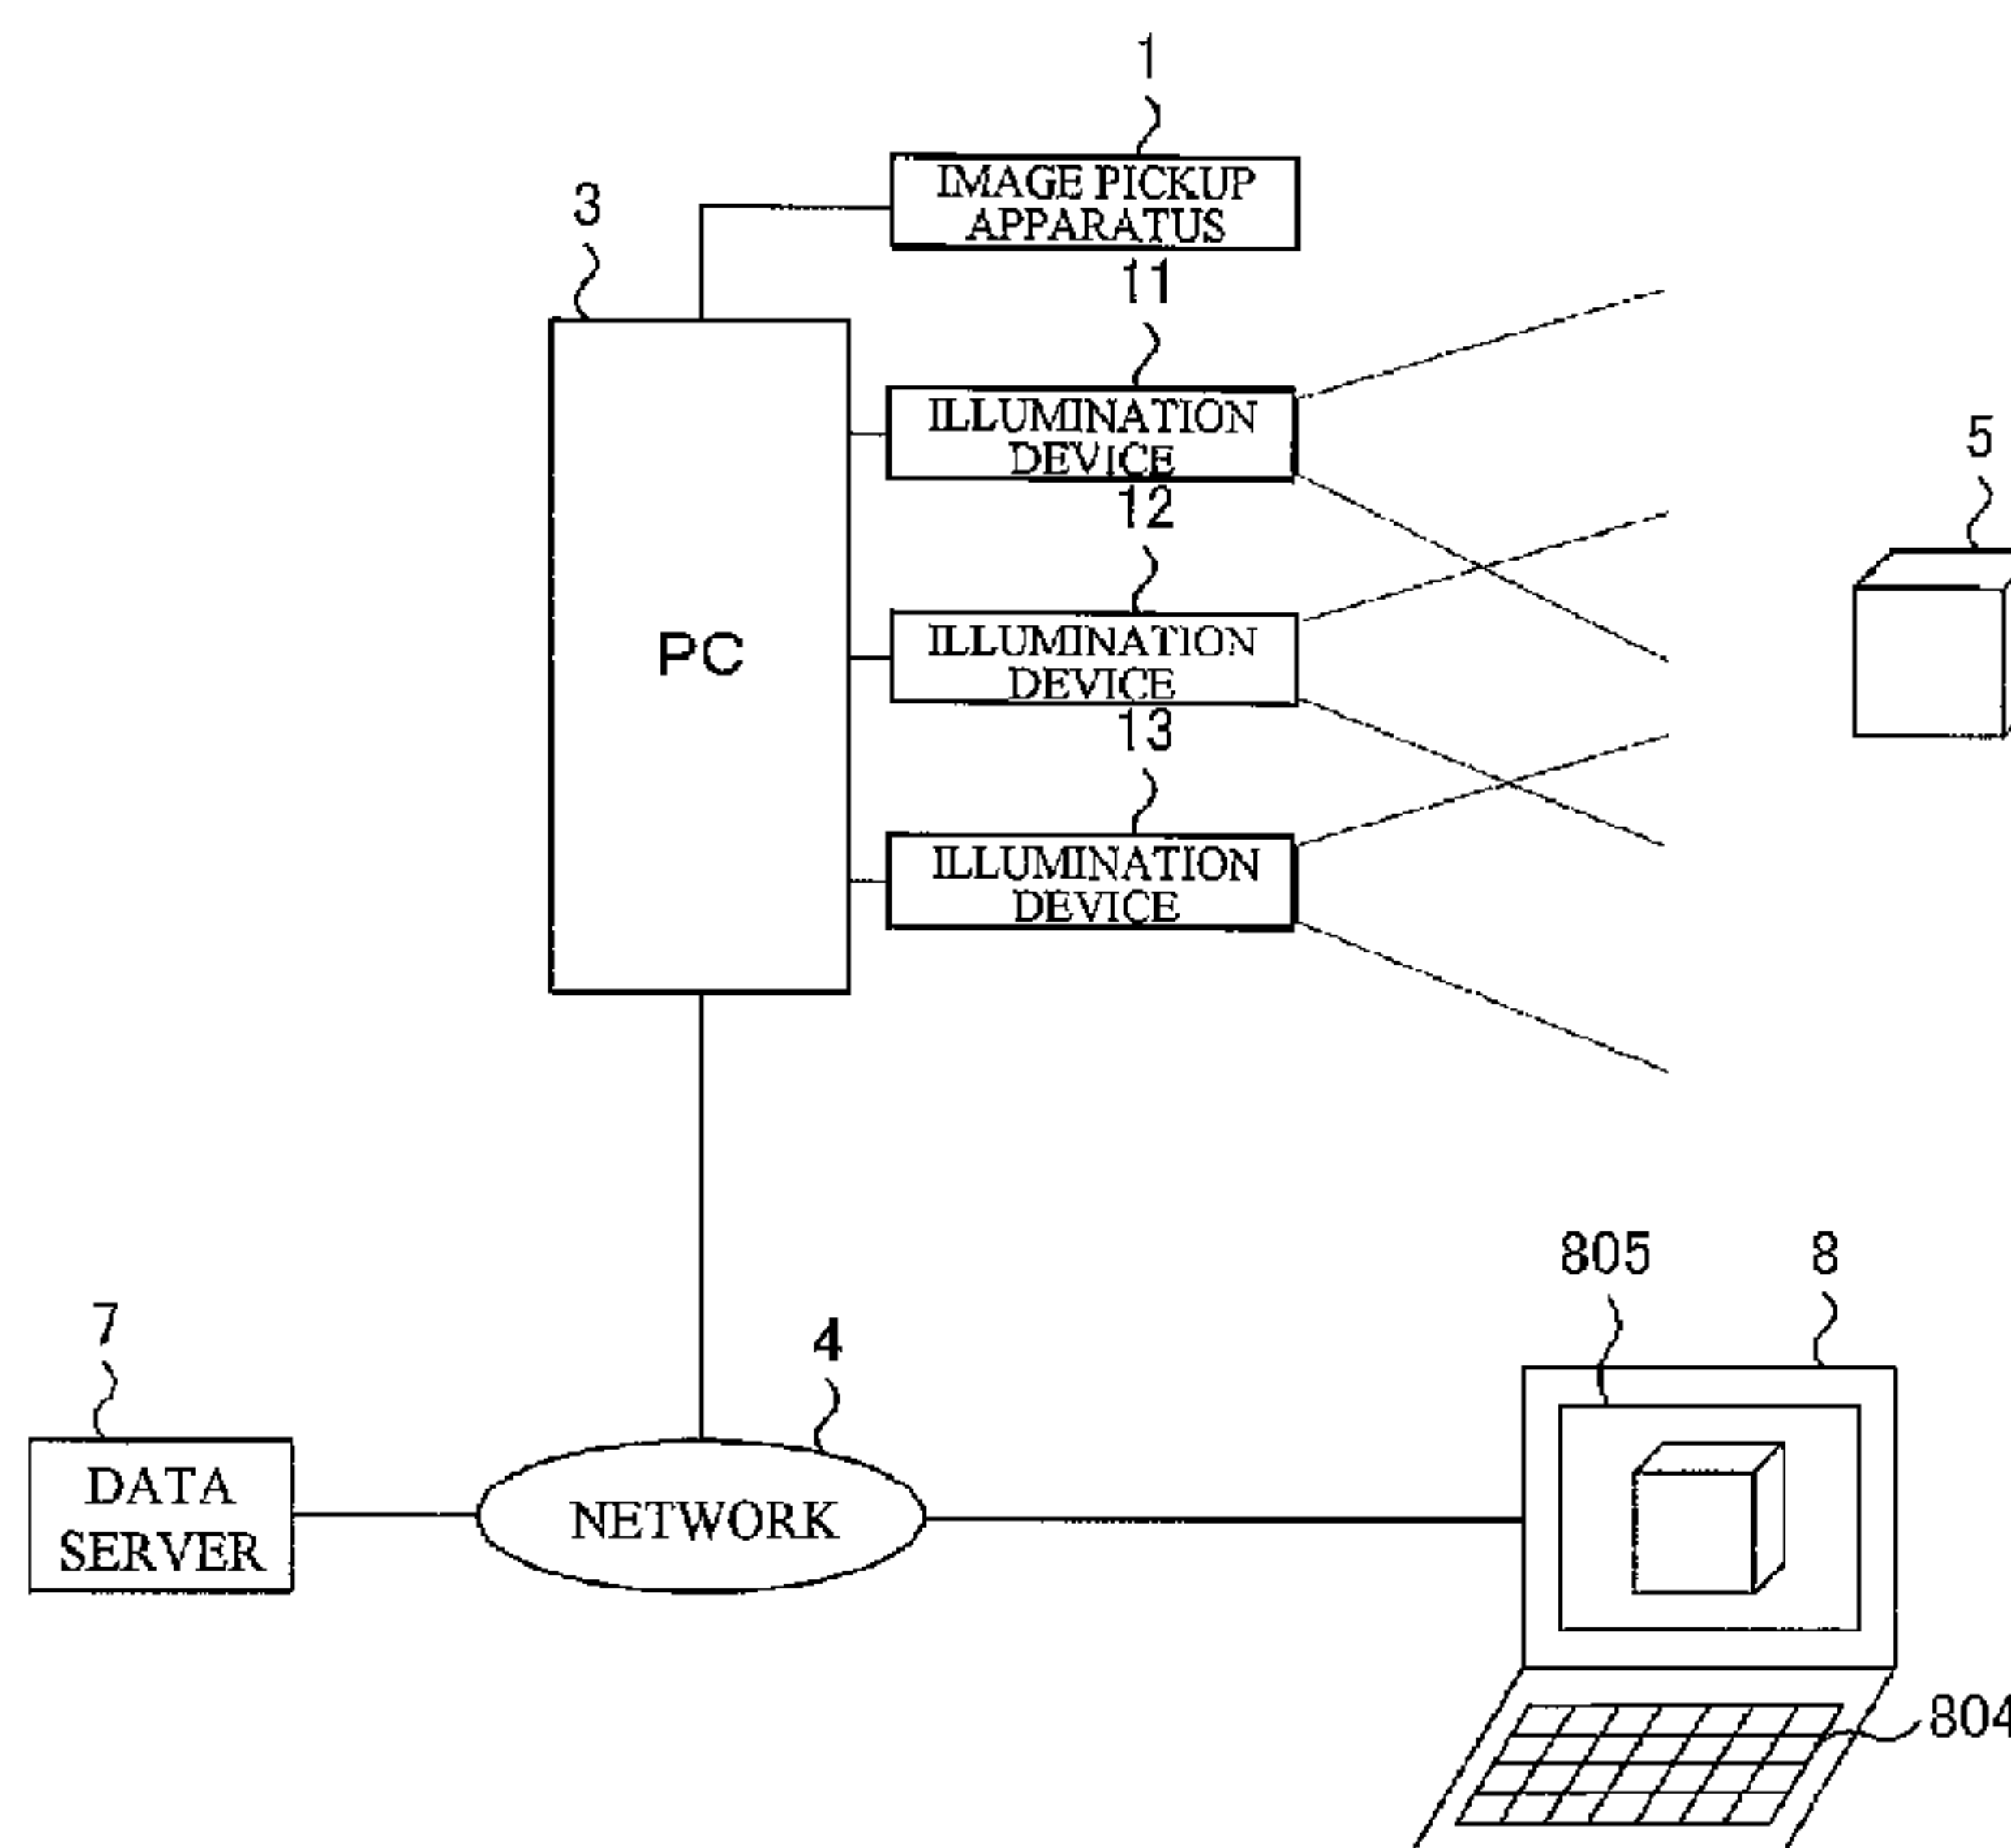 1
IMAGE PICKUP
APPARATUS
3
11
ILLUMINATION
DEVICE
5
12
PC
ILLUMINATION
DEVICE
13
ILLUMINATION
DEVICE
805
8
7
4
DATA
SERVER
NETWORK
804